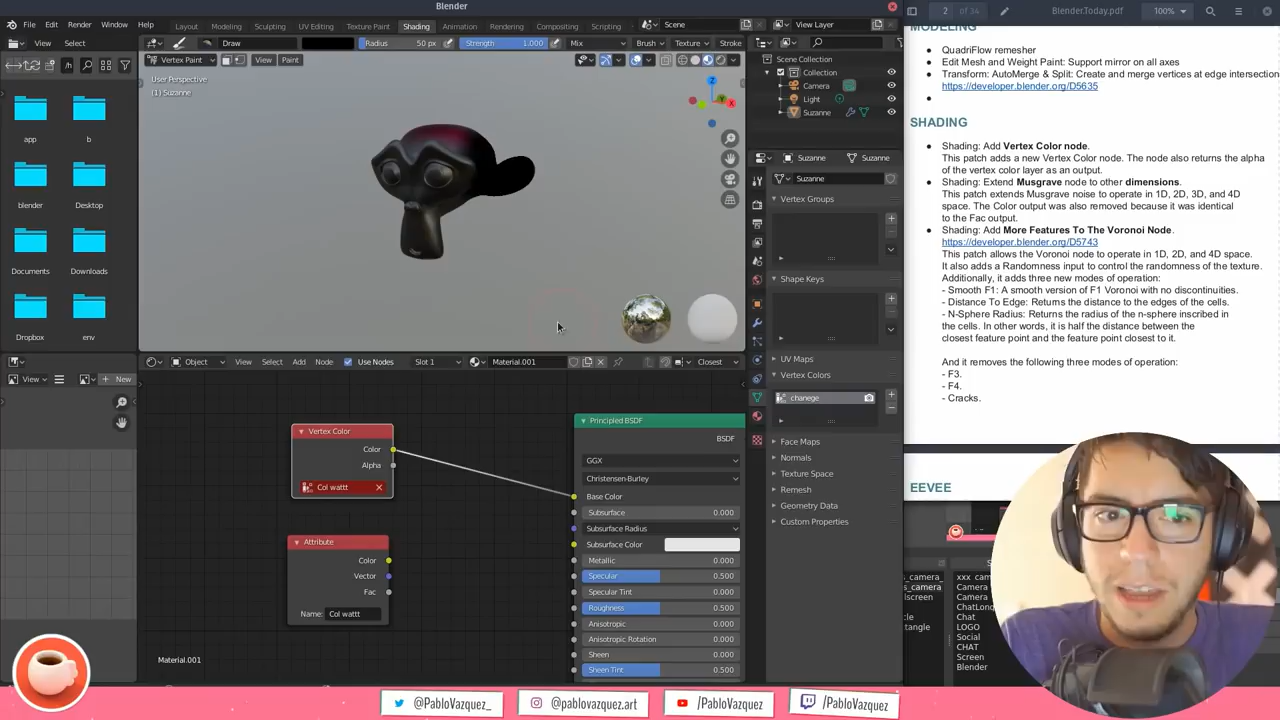 Blender
File Edit Render Window Help Layout Modeling Sculpting UV Editing Texture Paint Shading Animation Rendering Compositing Scripting Scene View Layer
View Select Draw Radius 50 px Strength 1.000 Mix Brush Texture Stroke
Vertex Paint View Paint
User Perspective
(1) Suzanne
app b
blender Desktop
Documents Downloads
Dropbox env
View New
Scene Collection
Collection
Camera
Light
Suzanne
Suzanne Suzanne
Suzanne
Vertex Groups
Shape Keys
UV Maps
Vertex Colors
chanege
Face Maps
Normals
Texture Space
Remesh
Geometry Data
Custom Properties
Object View Select Add Node Use Nodes Slot 1 Material.001 Closest
Vertex Color
Color
Alpha
Col wattt
Attribute
Color
Vector
Fac
Name: Col wattt
Principled BSDF
BSDF
GGX
Christensen-Burley
Base Color
Subsurface 0.000
Subsurface Radius
Subsurface Color
Metallic 0.000
Specular 0.500
Specular Tint 0.000
Roughness 0.500
Anisotropic 0.000
Anisotropic Rotation 0.000
Sheen 0.000
Sheen Tint 0.500
Material.001
2 of 34 Blender.Today.pdf 100%
MODELING
● QuadriFlow remesher
● Edit Mesh and Weight Paint: Support mirror on all axes
● Transform: AutoMerge & Split: Create and merge vertices at edge intersection
https://developer.blender.org/D5635
●
SHADING
● Shading: Add Vertex Color node.
This patch adds a new Vertex Color node. The node also returns the alpha
of the vertex color layer as an output.
● Shading: Extend Musgrave node to other dimensions.
This patch extends Musgrave noise to operate in 1D, 2D, 3D, and 4D
space. The Color output was also removed because it was identical
to the Fac output.
● Shading: Add More Features To The Voronoi Node.
https://developer.blender.org/D5743
This patch allows the Voronoi node to operate in 1D, 2D, and 4D space.
It also adds a Randomness input to control the randomness of the texture.
Additionally, it adds three new modes of operation:
- Smooth F1: A smooth version of F1 Voronoi with no discontinuities.
- Distance To Edge: Returns the distance to the edges of the cells.
- N-Sphere Radius: Returns the radius of the n-sphere inscribed in
the cells. In other words, it is half the distance between the
closest feature point and the feature point closest to it.
And it removes the following three modes of operation:
- F3.
- F4.
- Cracks.
EEVEE
xxx cam
Camera
ChatLong
Chat
LOGO
Social
CHAT
Screen
Blender
@PabloVazquez_ @pablovazquez.art /PabloVazquez /PabloVazquez